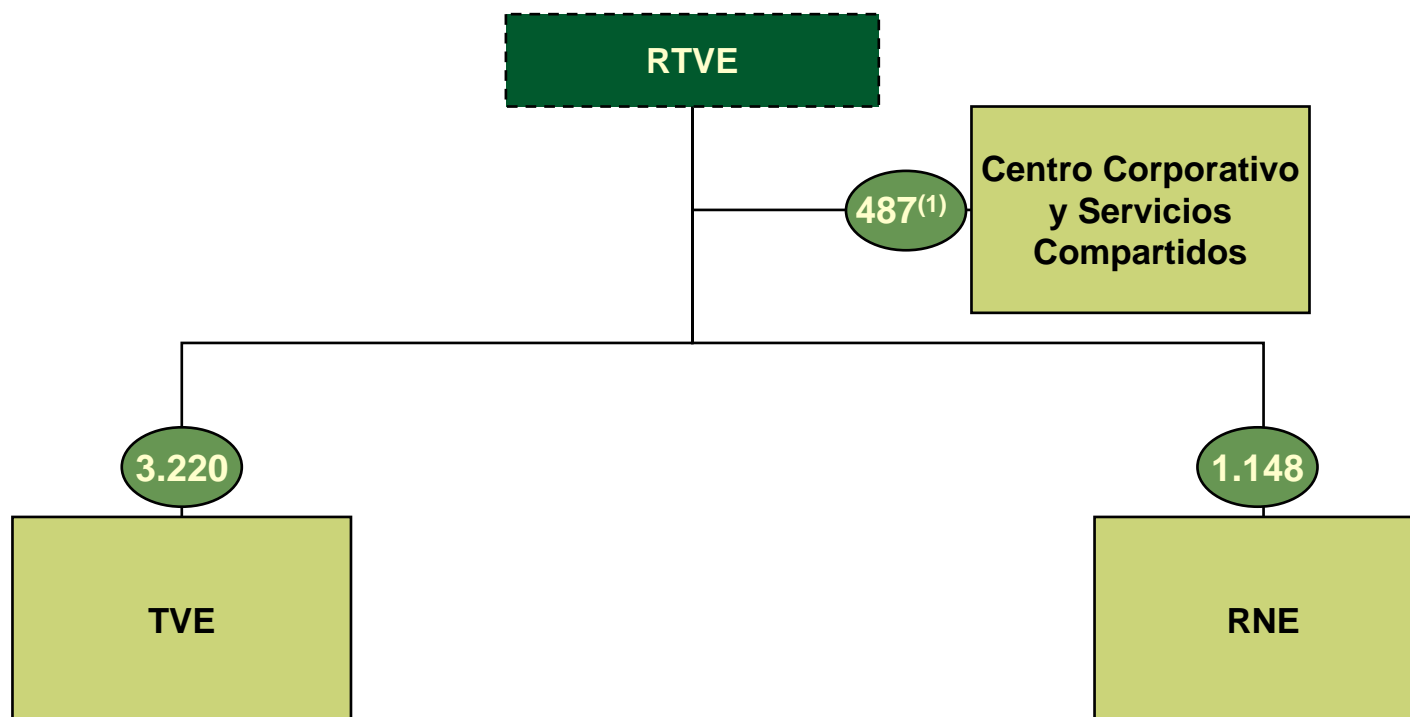 RTVE
Centro Corporativo
y Servicios
Compartidos
487(1)
3.220
1.148
TVE
RNE